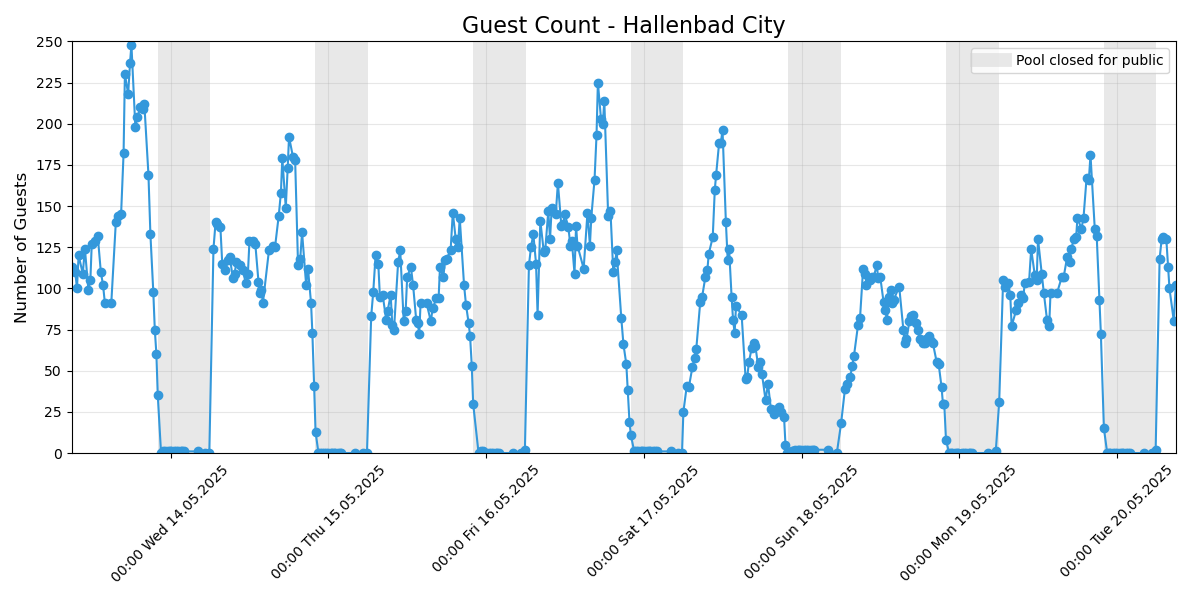 Guest Count - Hallenbad City
Pool closed for public
Number of Guests
250
225
200
175
150
125
100
75
50
25
0
00:00 Wed 14.05.2025
00:00 Thu 15.05.2025
00:00 Fri 16.05.2025
00:00 Sat 17.05.2025
00:00 Sun 18.05.2025
00:00 Mon 19.05.2025
00:00 Tue 20.05.2025